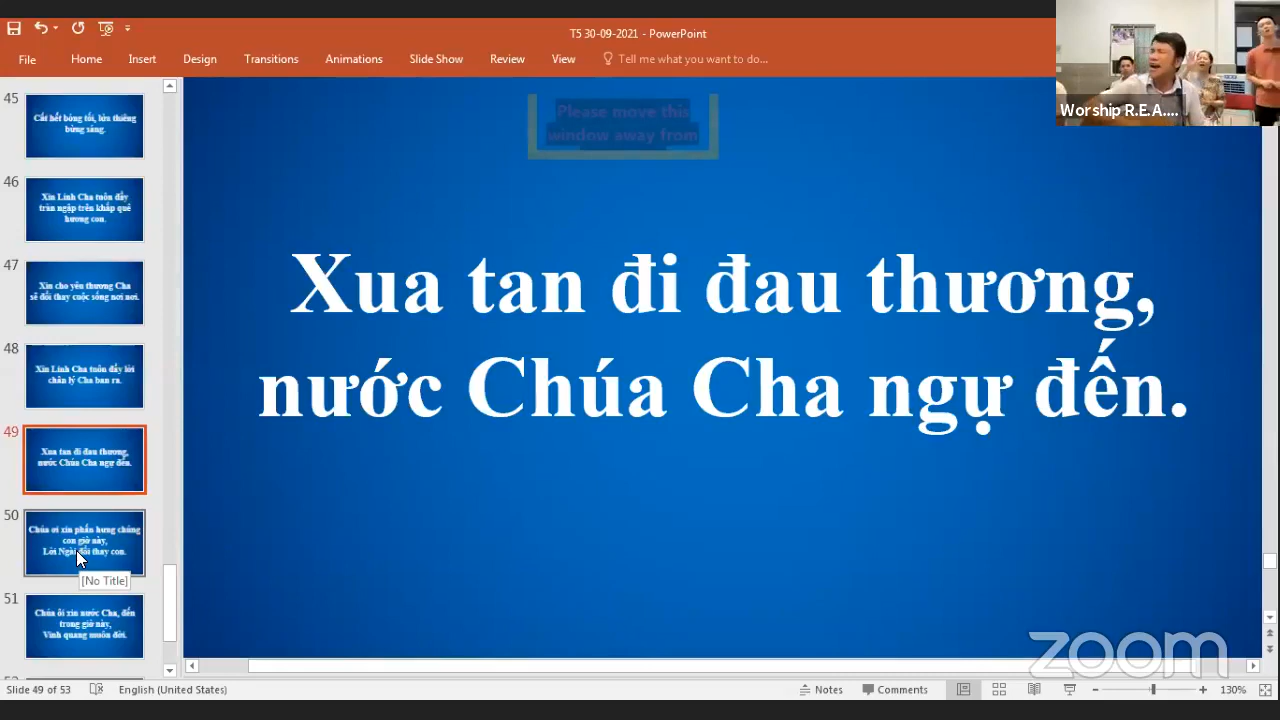 T5 30-09-2021 - PowerPoint
File Home Insert Design Transitions Animations Slide Show Review View Tell me what you want to do...
Worship R.E.A....
Please move this
window away from
45
Cất hết bóng tối, lửa thiêng
bừng sáng.
46
Xin Linh Cha tuôn đầy
tràn ngập trên khắp quê
hương con.
47
Xin cho yêu thương Cha
sẽ đổi thay cuộc sống nơi nơi.
48
Xin Linh Cha tuôn đầy lời
chân lý Cha ban ra.
49
Xua tan đi đau thương,
nước Chúa Cha ngự đến.
50
Chúa ơi xin phấn hưng chúng
con giờ này,
Lời Ngài đổi thay con.
[No Title]
51
Chúa ôi xin nước Cha, đến
trong giờ này,
Vinh quang muôn đời.
Xua tan đi đau thương,
nước Chúa Cha ngự đến.
zoom
Slide 49 of 53 English (United States) Notes Comments 130%